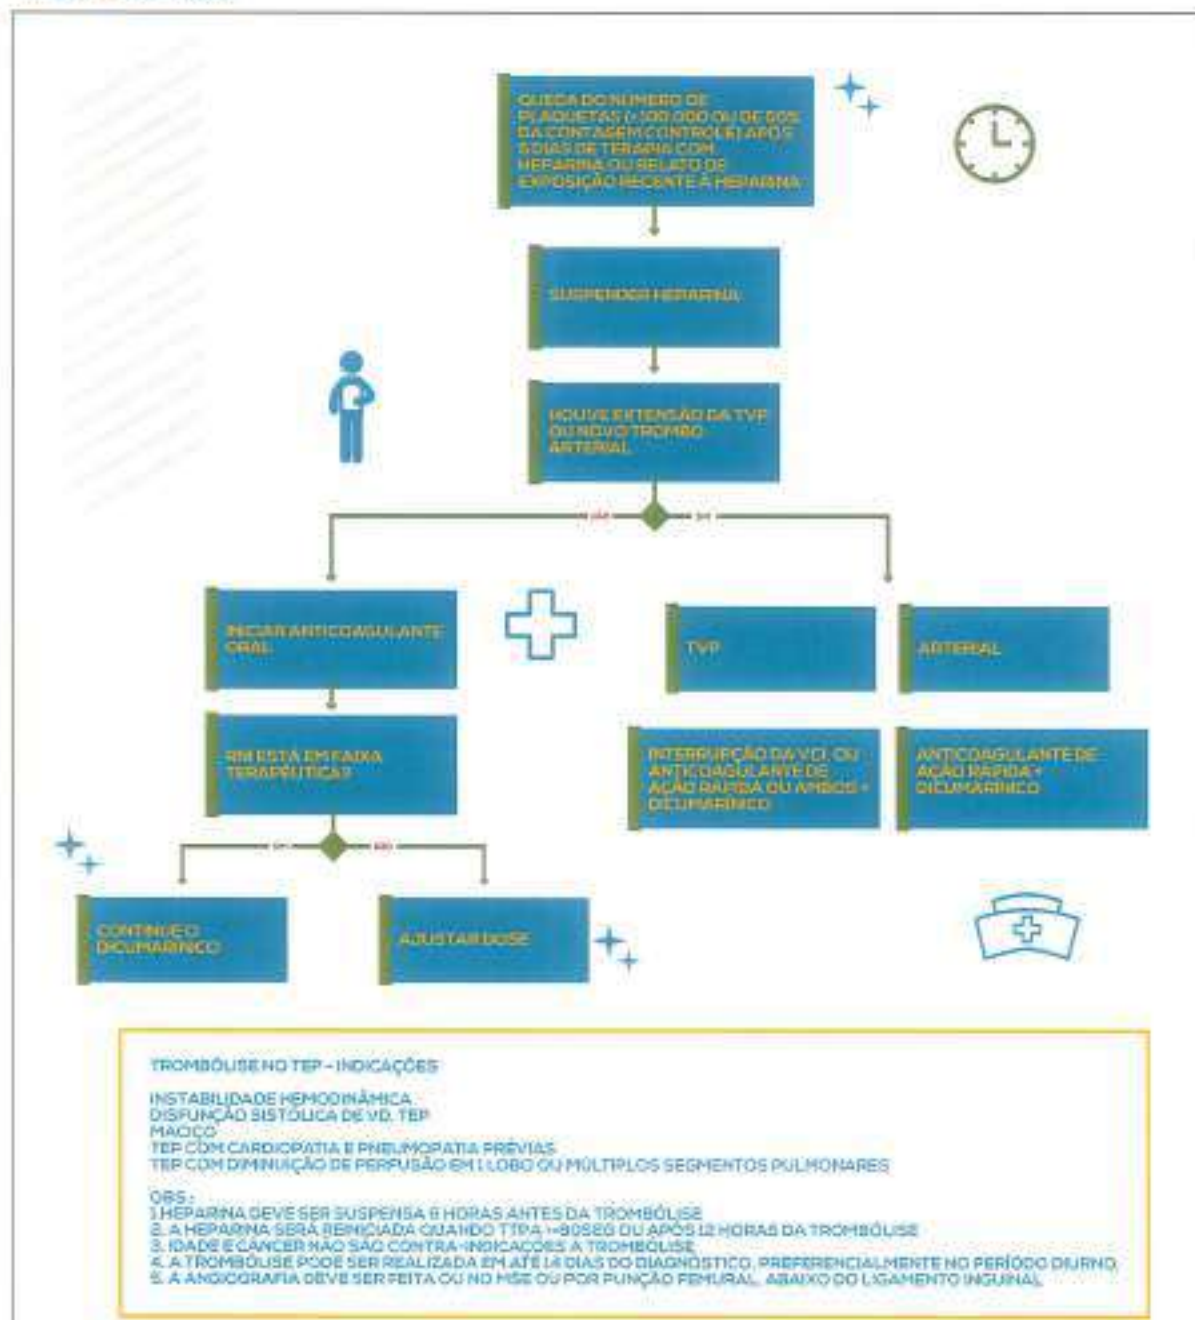 QUEDA DO NÚMERO DE
PLAQUETAS (>100.000 OU DE 50%
DA CONTAGEM CONTROLE) APÓS
5 DIAS DE TERAPIA COM
HEPARINA OU RELATO DE
EXPOSIÇÃO RECENTE À HEPARINA
SUSPENDER HEPARINA
HOUVE EXTENSÃO DA TVP
OU NOVO TROMBO
ARTERIAL
NÃO
SIM
INICIAR ANTICOAGULANTE
ORAL
TVP
ARTERIAL
RNI ESTÁ EM FAIXA
TERAPÊUTICA?
INTERRUPÇÃO DA VCI, OU
ANTICOAGULANTE DE
AÇÃO RÁPIDA OU AMBOS +
DICUMARÍNICO
ANTICOAGULANTE DE
AÇÃO RÁPIDA +
DICUMARÍNICO
SIM
NÃO
CONTINUE O
DICUMARÍNICO
AJUSTAR DOSE
TROMBÓLISE NO TEP - INDICAÇÕES
INSTABILIDADE HEMODINÂMICA
DISFUNÇÃO SISTÓLICA DE VD, TEP
MACIÇO
TEP COM CARDIOPATIA E PNEUMOPATIA PRÉVIAS
TEP COM DIMINUIÇÃO DE PERFUSÃO EM 1 LOBO OU MÚLTIPLOS SEGMENTOS PULMONARES
OBS.:
1.HEPARINA DEVE SER SUSPENSA 6 HORAS ANTES DA TROMBÓLISE
2. A HEPARINA SERÁ REINICIADA QUANDO TTPA >=80SEG OU APÓS 12 HORAS DA TROMBÓLISE
3. IDADE E CÂNCER NÃO SÃO CONTRA-INDICAÇÕES À TROMBÓLISE
4. A TROMBÓLISE PODE SER REALIZADA EM ATÉ 14 DIAS DO DIAGNÓSTICO, PREFERENCIALMENTE NO PERÍODO DIURNO.
5. A ANGIOGRAFIA DEVE SER FEITA OU NO MSE OU POR PUNÇÃO FEMURAL, ABAIXO DO LIGAMENTO INGUINAL